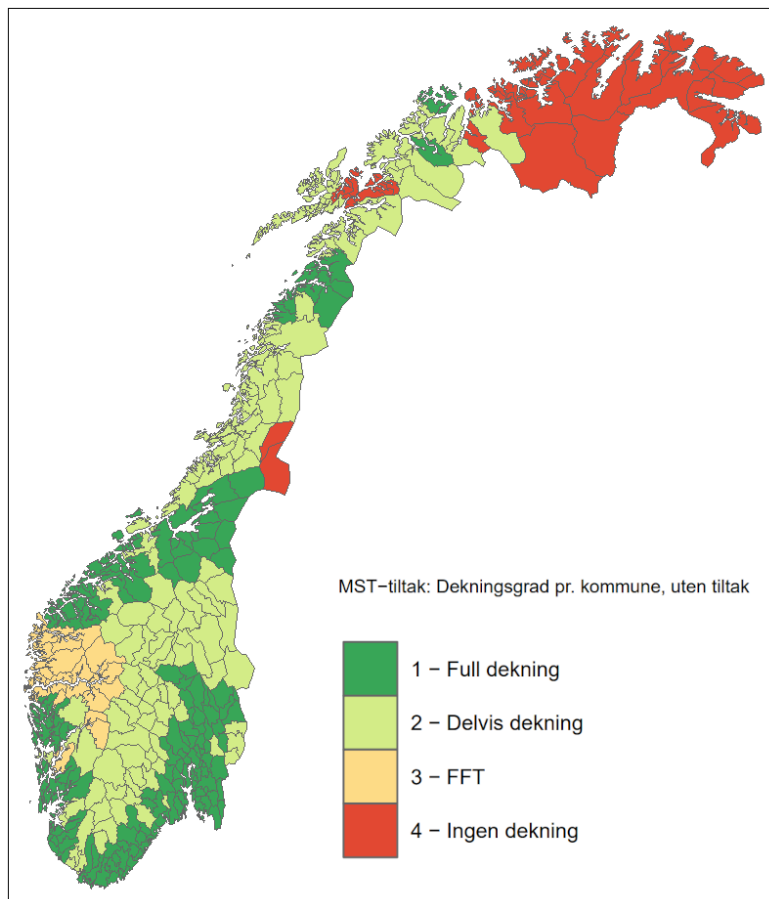 MST−tiltak: Dekningsgrad pr. kommune, uten tiltak
1 − Full dekning
2 − Delvis dekning
3 − FFT
4 − Ingen dekning